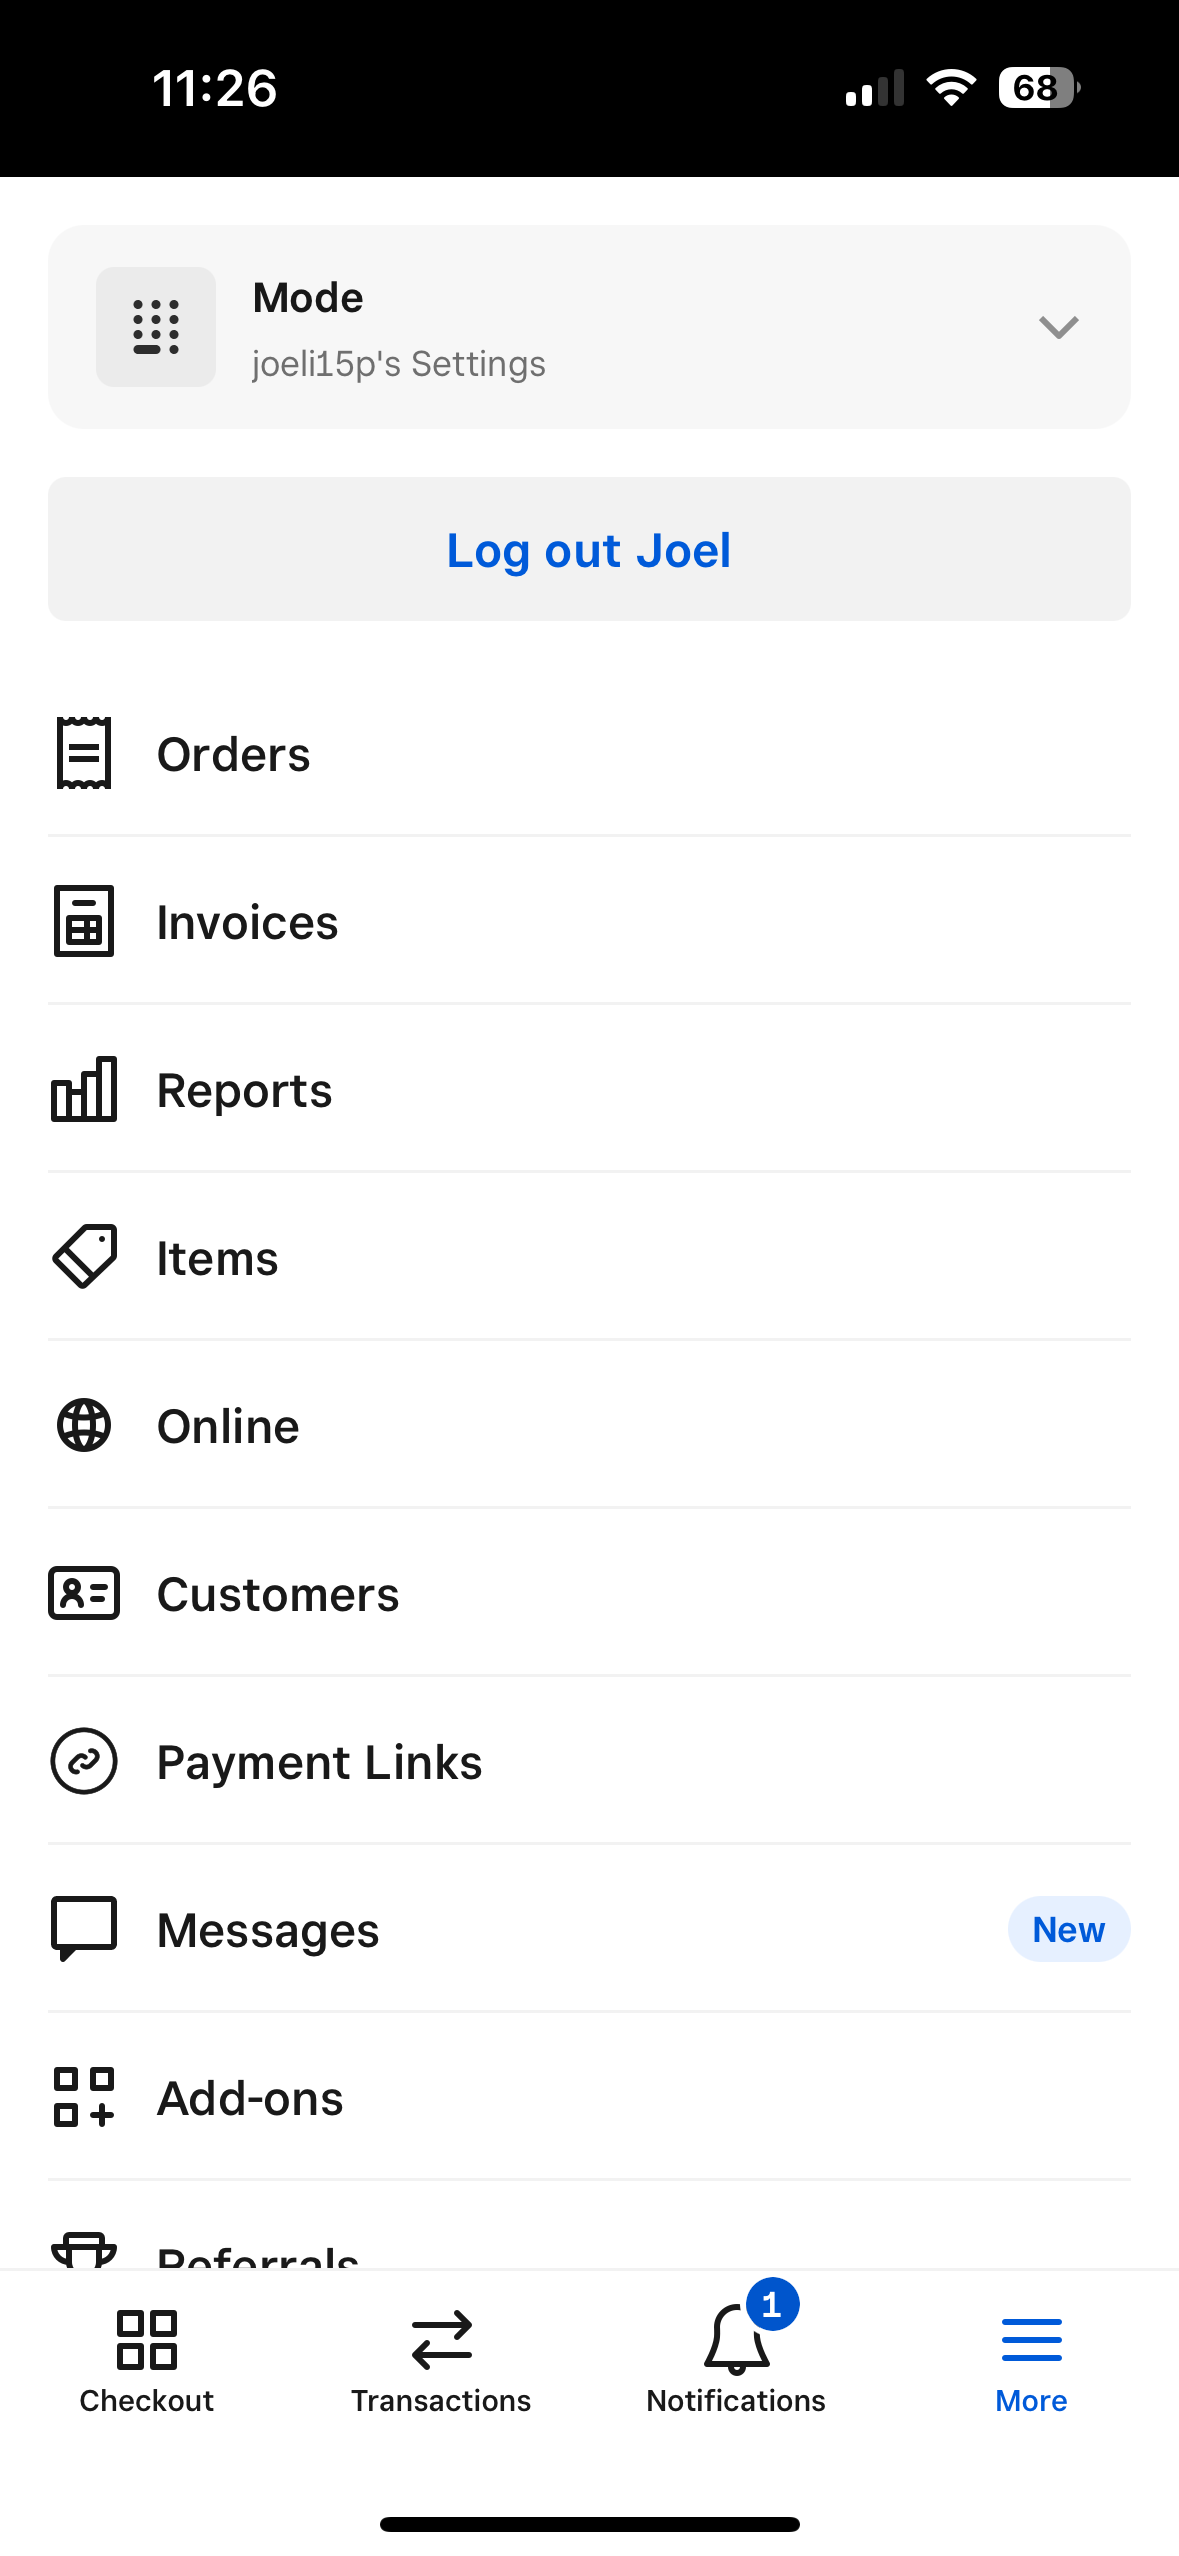 11:26
68
Mode
joeli15p's Settings
Log out Joel
Orders
Invoices
Reports
Items
Online
Customers
Payment Links
Messages
New
Add-ons
Referrals
1
Checkout
Transactions
Notifications
More